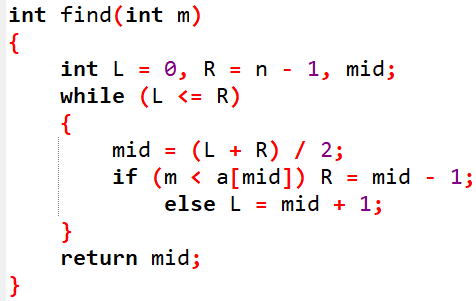 int find(int m)
{
    int L = 0, R = n - 1, mid;
    while (L <= R)
    {
        mid = (L + R) / 2;
        if (m < a[mid]) R = mid - 1;
            else L = mid + 1;
    }
    return mid;
}